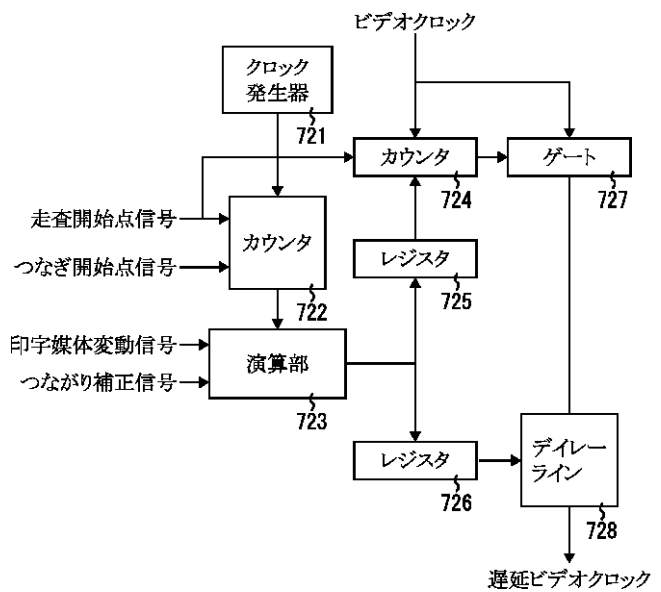 ビデオクロック
クロック
発生器
721
カウンタ
724
ゲート
727
走査開始点信号
カウンタ
つなぎ開始点信号
722
レジスタ
725
印字媒体変動信号
つながり補正信号
演算部
723
レジスタ
726
デイレー
ライン
728
遅延ビデオクロック